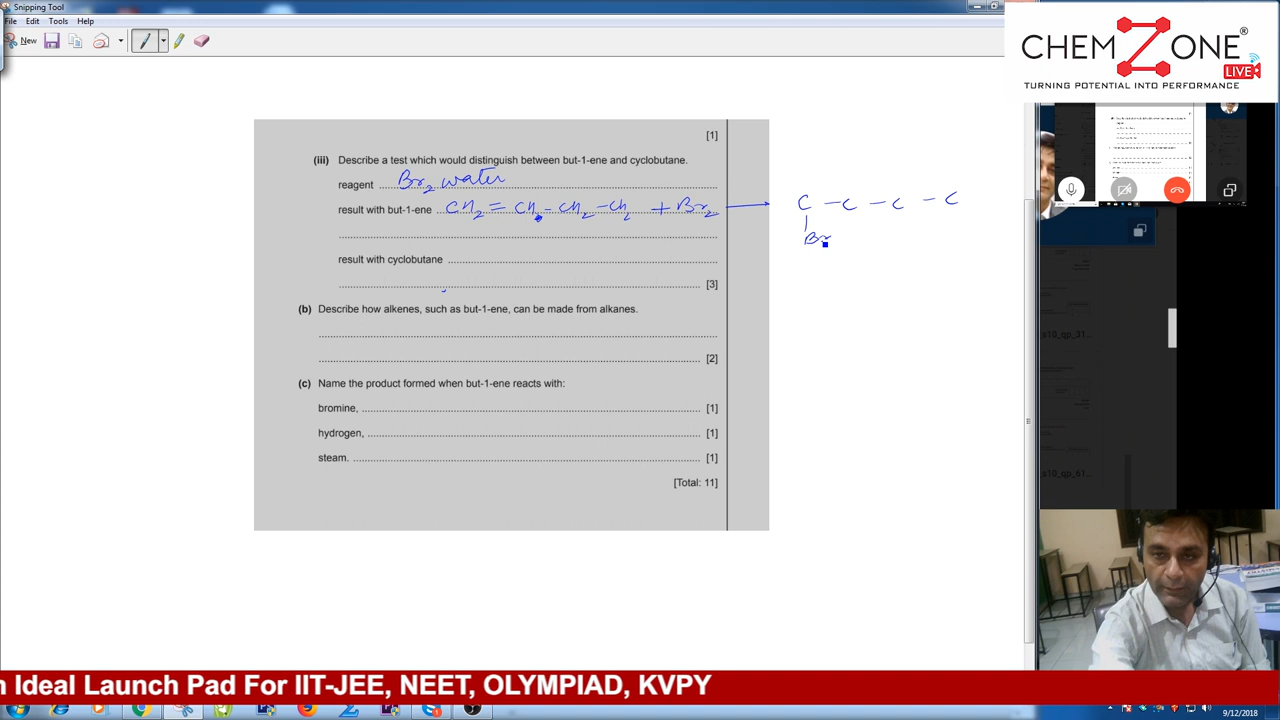 Snipping Tool
File Edit Tools Help
New
CHEMZONE®
LIVE
TURNING POTENTIAL INTO PERFORMANCE
[1]
(iii) Describe a test which would distinguish between but-1-ene and cyclobutane.
reagent Br2 water
result with but-1-ene CH2 = CH - CH2 - CH + Br2 → C - C - C - C
Br
result with cyclobutane
[3]
(b) Describe how alkenes, such as but-1-ene, can be made from alkanes.
[2]
(c) Name the product formed when but-1-ene reacts with:
bromine, [1]
hydrogen, [1]
steam. [1]
[Total: 11]
_s10_qp_31
_s10_qp_61
n Ideal Launch Pad For IIT-JEE, NEET, OLYMPIAD, KVPY
9/12/2018